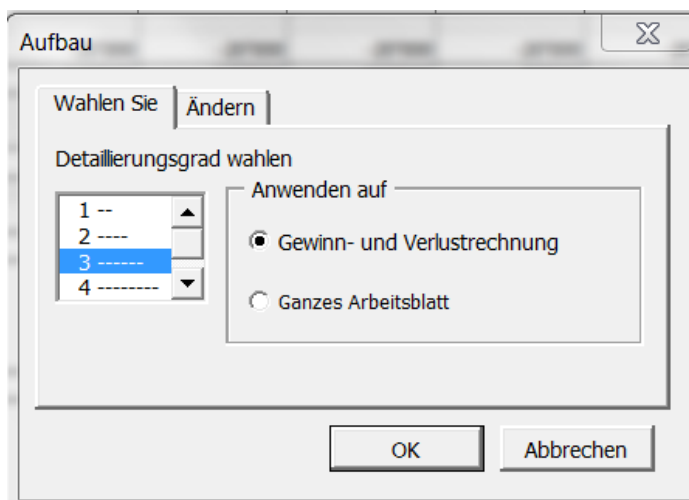 Aufbau
Wahlen Sie
Ändern
Detaillierungsgrad wahlen
1 --
2 ----
3 ------
4 --------
Anwenden auf
Gewinn- und Verlustrechnung
Ganzes Arbeitsblatt
OK
Abbrechen